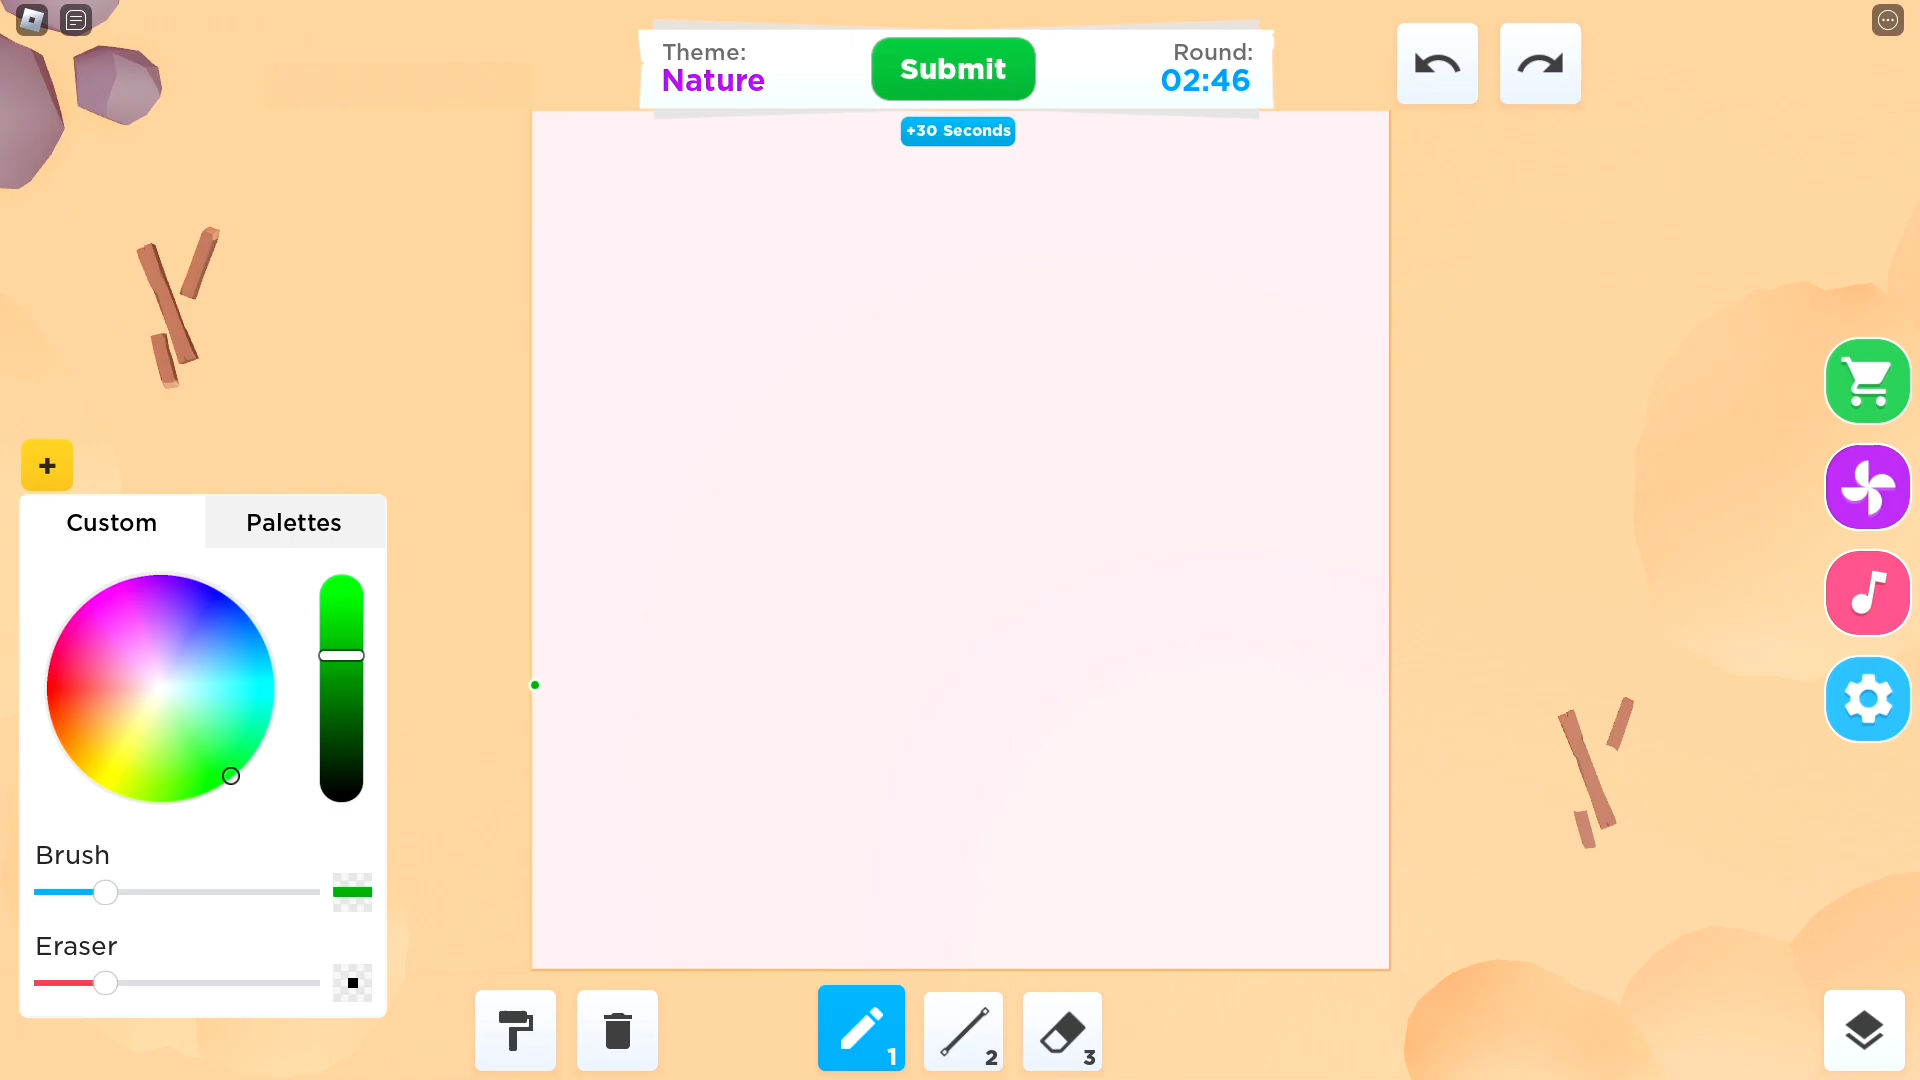 Theme:
Nature
Submit
Round:
02:46
+30 Seconds
+
Custom
Palettes
Brush
Eraser
1
2
3